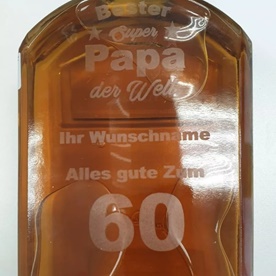 Bester
Super
Papa
der Welt
Ihr Wunschname
Alles gute Zum
60